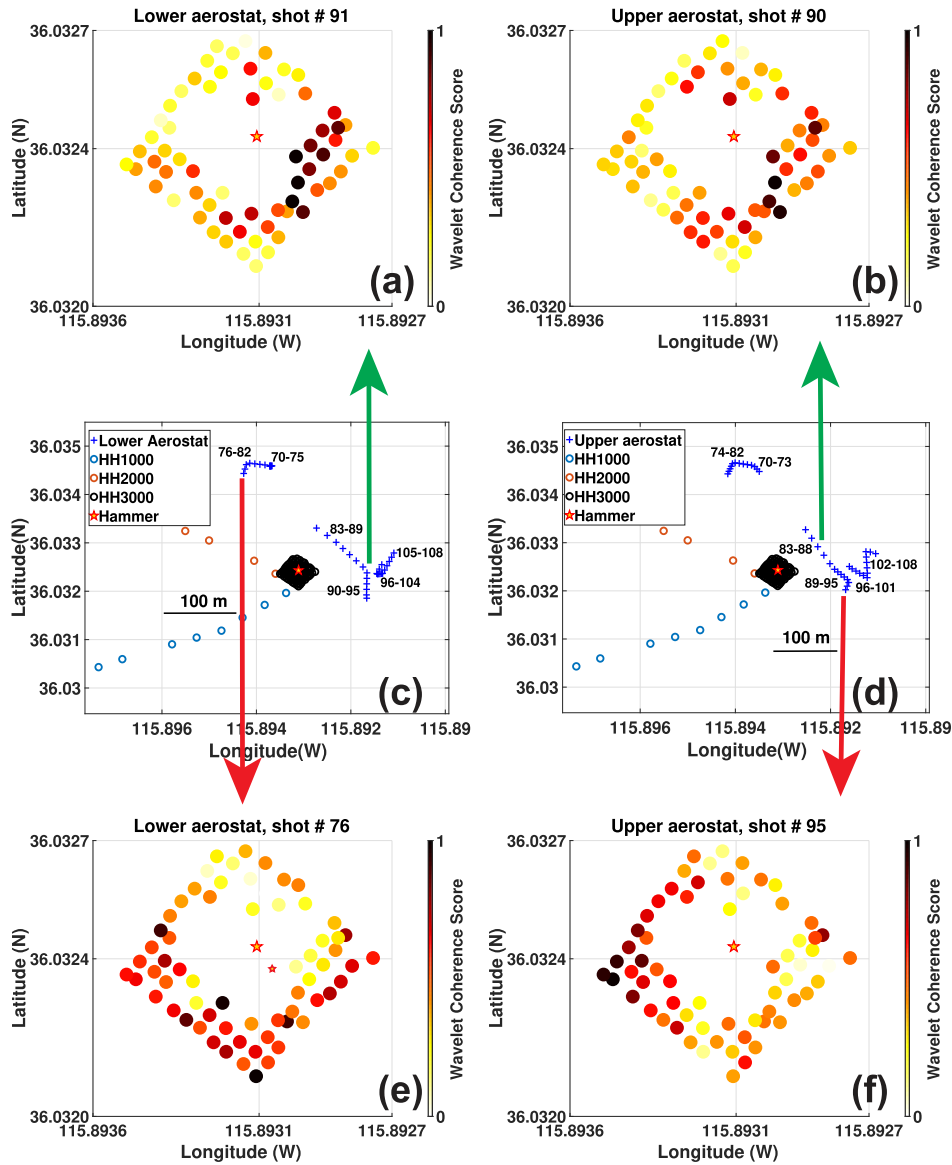 Lower aerostat, shot # 91
36.0327
36.0324
36.0320
Latitude (N)
115.8936
115.8931
115.8927
Longitude (W)
1
0
Wavelet Coherence Score
(a)
Upper aerostat, shot # 90
36.0327
36.0324
36.0320
Latitude (N)
115.8936
115.8931
115.8927
Longitude (W)
1
0
Wavelet Coherence Score
(b)
Lower Aerostat
HH1000
HH2000
HH3000
Hammer
76-82
70-75
83-89
105-108
90-95
96-104
100 m
36.035
36.034
36.033
36.032
36.031
36.03
Latitude (N)
115.896
115.894
115.892
115.89
Longitude(W)
(c)
Upper aerostat
HH1000
HH2000
HH3000
Hammer
74-82
70-73
83-88
102-108
89-95
96-101
100 m
36.035
36.034
36.033
36.032
36.031
36.03
115.896
115.894
115.892
115.89
Longitude(W)
(d)
Lower aerostat, shot # 76
36.0327
36.0324
36.0320
Latitude (N)
115.8936
115.8931
115.8927
Longitude (W)
1
0
Wavelet Coherence Score
(e)
Upper aerostat, shot # 95
36.0327
36.0324
36.0320
Latitude (N)
115.8936
115.8931
115.8927
Longitude (W)
1
0
Wavelet Coherence Score
(f)